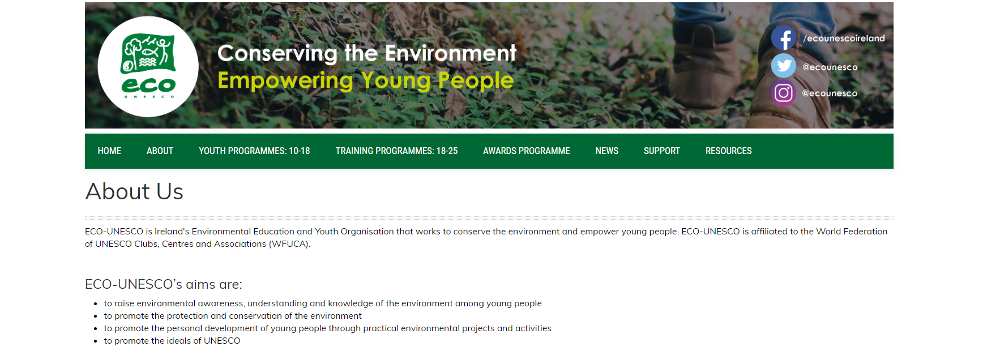 eco
UNESCO
Conserving the Environment
Empowering Young People
/ecounescoireland
@ecounesco
@ecounesco
HOME ABOUT YOUTH PROGRAMMES: 10-18 TRAINING PROGRAMMES: 18-25 AWARDS PROGRAMME NEWS SUPPORT RESOURCES
About Us
ECO-UNESCO is Ireland's Environmental Education and Youth Organisation that works to conserve the environment and empower young people. ECO-UNESCO is affiliated to the World Federation
of UNESCO Clubs, Centres and Associations (WFUCA).
ECO-UNESCO’s aims are:
• to raise environmental awareness, understanding and knowledge of the environment among young people
• to promote the protection and conservation of the environment
• to promote the personal development of young people through practical environmental projects and activities
• to promote the ideals of UNESCO